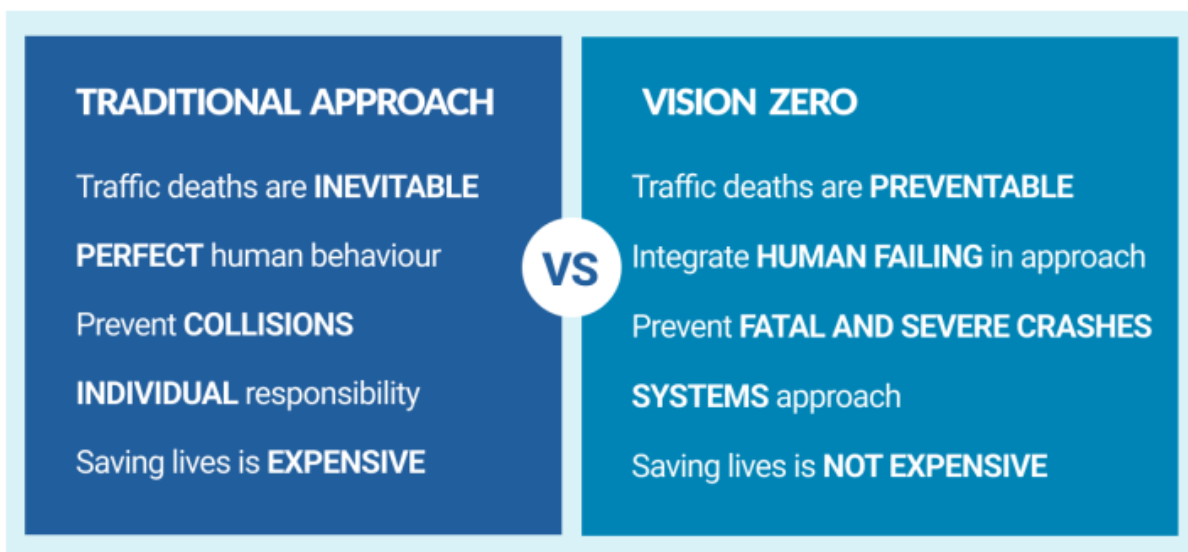 TRADITIONAL APPROACH
Traffic deaths are INEVITABLE
PERFECT human behaviour
Prevent COLLISIONS
INDIVIDUAL responsibility
Saving lives is EXPENSIVE
VS
VISION ZERO
Traffic deaths are PREVENTABLE
Integrate HUMAN FAILING in approach
Prevent FATAL AND SEVERE CRASHES
SYSTEMS approach
Saving lives is NOT EXPENSIVE